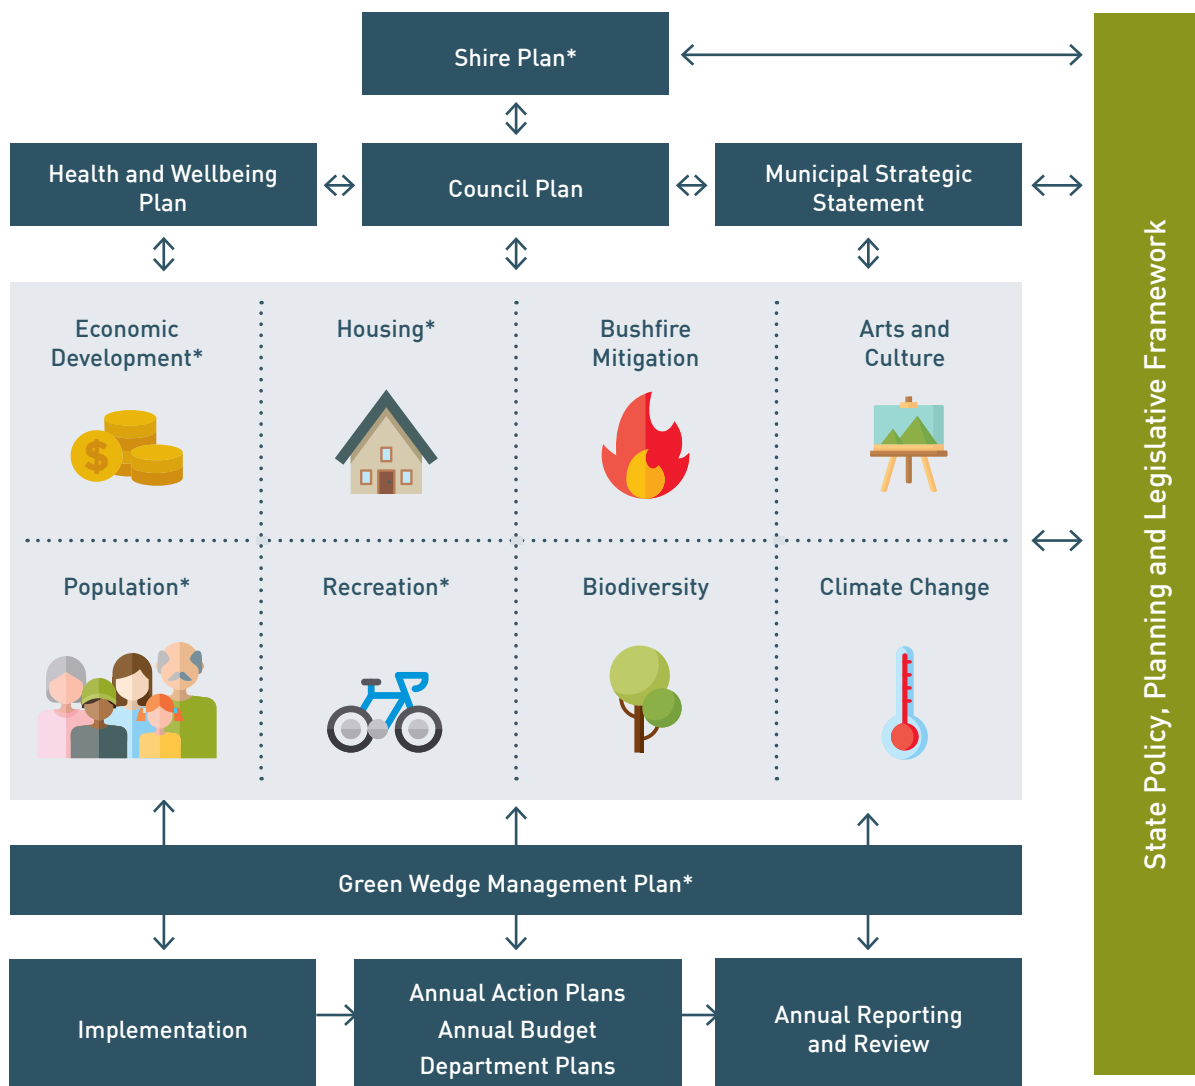 Shire Plan*
Health and Wellbeing
Plan
Council Plan
Municipal Strategic
Statement
Economic
Development*
Housing*
Bushfire
Mitigation
Arts and
Culture
$
Population*
Recreation*
Biodiversity
Climate Change
Green Wedge Management Plan*
Implementation
Annual Action Plans
Annual Budget
Department Plans
Annual Reporting
and Review
State Policy, Planning and Legislative Framework